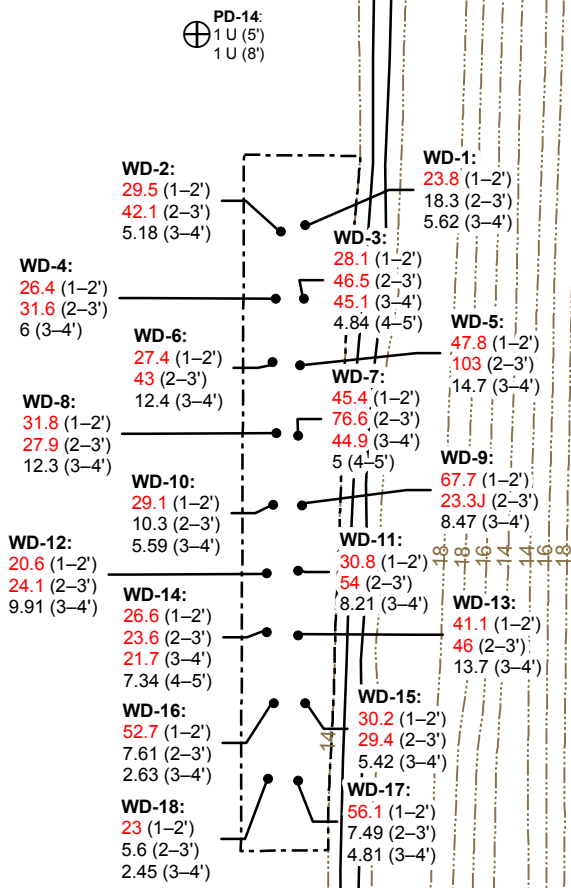 PD-14:
1 U (5')
1 U (8')
WD-2:
29.5 (1–2')
42.1 (2–3')
5.18 (3–4')
WD-1:
23.8 (1–2')
18.3 (2–3')
5.62 (3–4')
WD-3:
28.1 (1–2')
46.5 (2–3')
45.1 (3–4')
4.84 (4–5')
WD-4:
26.4 (1–2')
31.6 (2–3')
6 (3–4')
WD-6:
27.4 (1–2')
43 (2–3')
12.4 (3–4')
WD-5:
47.8 (1–2')
103 (2–3')
14.7 (3–4')
WD-7:
45.4 (1–2')
76.6 (2–3')
44.9 (3–4')
5 (4–5')
WD-8:
31.8 (1–2')
27.9 (2–3')
12.3 (3–4')
WD-10:
29.1 (1–2')
10.3 (2–3')
5.59 (3–4')
WD-9:
67.7 (1–2')
23.3J (2–3')
8.47 (3–4')
WD-12:
20.6 (1–2')
24.1 (2–3')
9.91 (3–4')
WD-11:
30.8 (1–2')
54 (2–3')
8.21 (3–4')
18
18
16
14
14
16
18
WD-14:
26.6 (1–2')
23.6 (2–3')
21.7 (3–4')
7.34 (4–5')
WD-13:
41.1 (1–2')
46 (2–3')
13.7 (3–4')
WD-16:
52.7 (1–2')
7.61 (2–3')
2.63 (3–4')
14
WD-15:
30.2 (1–2')
29.4 (2–3')
5.42 (3–4')
WD-18:
23 (1–2')
5.6 (2–3')
2.45 (3–4')
WD-17:
56.1 (1–2')
7.49 (2–3')
4.81 (3–4')